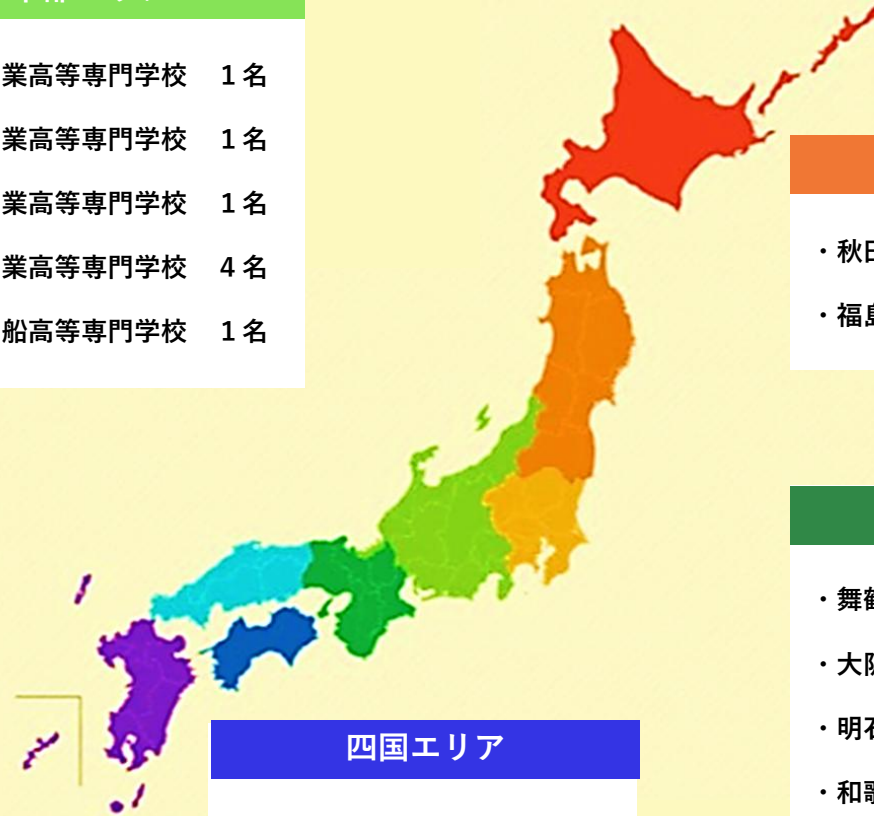 業高等専門学校 1名
業高等専門学校 1名
業高等専門学校 1名
業高等専門学校 4名
船高等専門学校 1名
・秋田
・福島
・舞鶴
・大阪
・明石
・和歌
四国エリア